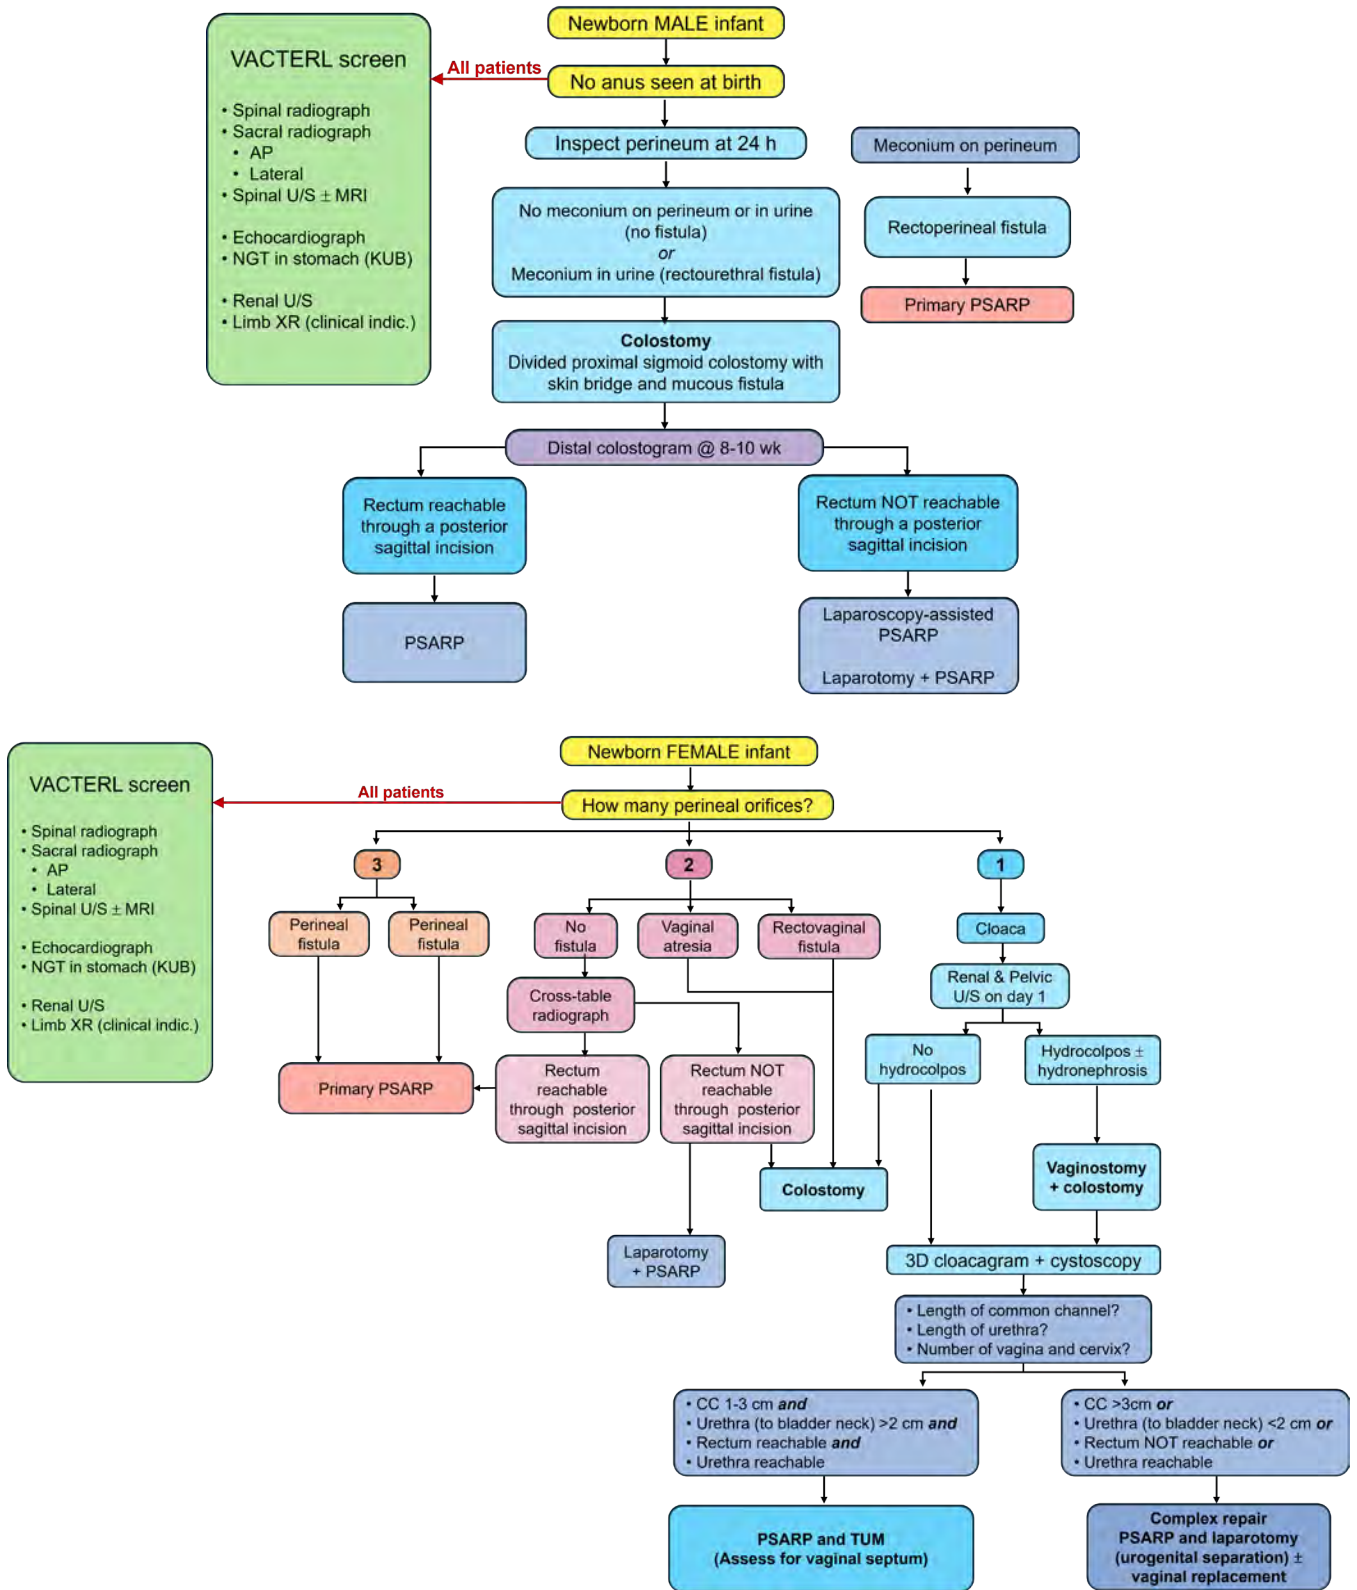 Newborn MALE infant
All patients
No anus seen at birth
VACTERL screen
• Spinal radiograph
• Sacral radiograph
• AP
• Lateral
• Spinal U/S ± MRI
• Echocardiograph
• NGT in stomach (KUB)
• Renal U/S
• Limb XR (clinical indic.)
Inspect perineum at 24 h
Meconium on perineum
No meconium on perineum or in urine
(no fistula)
or
Meconium in urine (rectourethral fistula)
Rectoperineal fistula
Primary PSARP
Colostomy
Divided proximal sigmoid colostomy with
skin bridge and mucous fistula
Distal colostogram @ 8-10 wk
Rectum reachable
through a posterior
sagittal incision
Rectum NOT reachable
through a posterior
sagittal incision
PSARP
Laparoscopy-assisted
PSARP
Laparotomy + PSARP
Newborn FEMALE infant
All patients
How many perineal orifices?
VACTERL screen
• Spinal radiograph
• Sacral radiograph
• AP
• Lateral
• Spinal U/S ± MRI
• Echocardiograph
• NGT in stomach (KUB)
• Renal U/S
• Limb XR (clinical indic.)
3
2
1
Perineal
fistula
Perineal
fistula
No
fistula
Vaginal
atresia
Rectovaginal
fistula
Cloaca
Cross-table
radiograph
Renal & Pelvic
U/S on day 1
No
hydrocolpos
Hydrocolpos ±
hydronephrosis
Primary PSARP
Rectum
reachable
through posterior
sagittal incision
Rectum NOT
reachable
through posterior
sagittal incision
Colostomy
Vaginostomy
+ colostomy
Laparotomy
+ PSARP
3D cloacagram + cystoscopy
• Length of common channel?
• Length of urethra?
• Number of vagina and cervix?
• CC 1-3 cm and
• Urethra (to bladder neck) >2 cm and
• Rectum reachable and
• Urethra reachable
• CC >3cm or
• Urethra (to bladder neck) <2 cm or
• Rectum NOT reachable or
• Urethra reachable
PSARP and TUM
(Assess for vaginal septum)
Complex repair
PSARP and laparotomy
(urogenital separation) ±
vaginal replacement